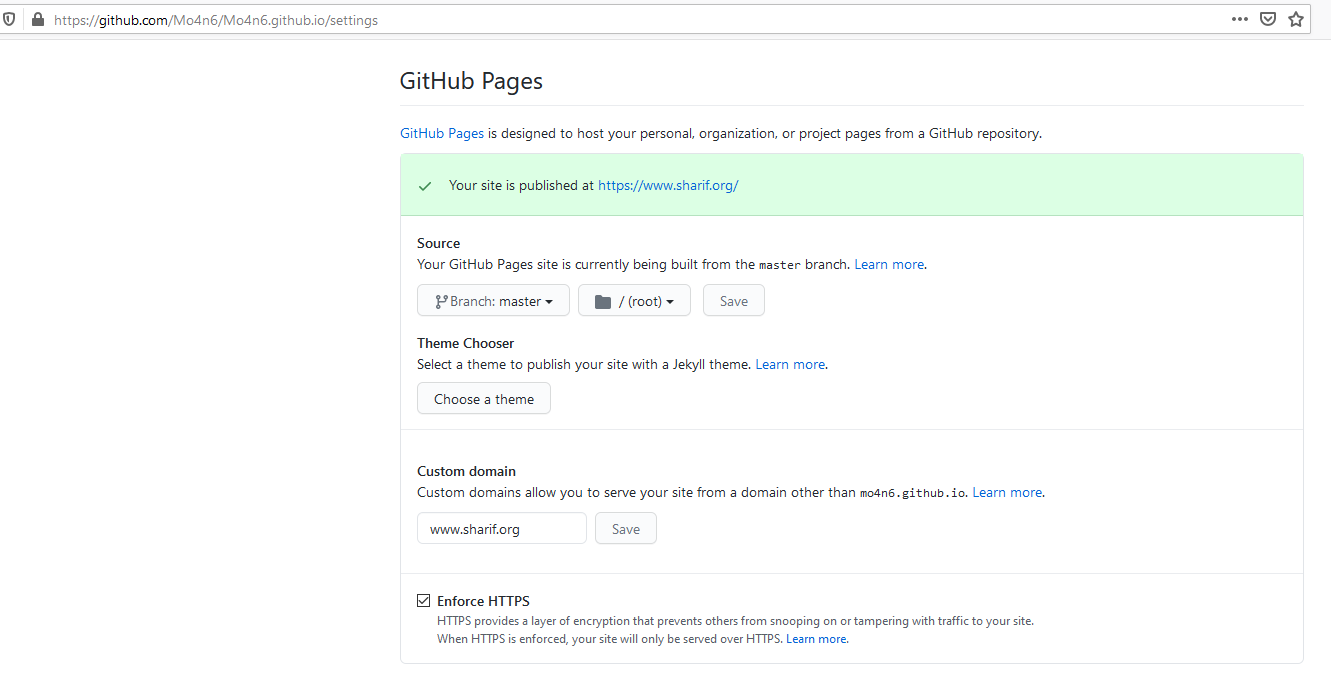 https://github.com/Mo4n6/Mo4n6.github.io/settings
GitHub Pages
GitHub Pages is designed to host your personal, organization, or project pages from a GitHub repository.
Your site is published at https://www.sharif.org/
Source
Your GitHub Pages site is currently being built from the master branch. Learn more.
Branch: master / (root) Save
Theme Chooser
Select a theme to publish your site with a Jekyll theme. Learn more.
Choose a theme
Custom domain
Custom domains allow you to serve your site from a domain other than mo4n6.github.io. Learn more.
www.sharif.org Save
Enforce HTTPS
HTTPS provides a layer of encryption that prevents others from snooping on or tampering with traffic to your site.
When HTTPS is enforced, your site will only be served over HTTPS. Learn more.